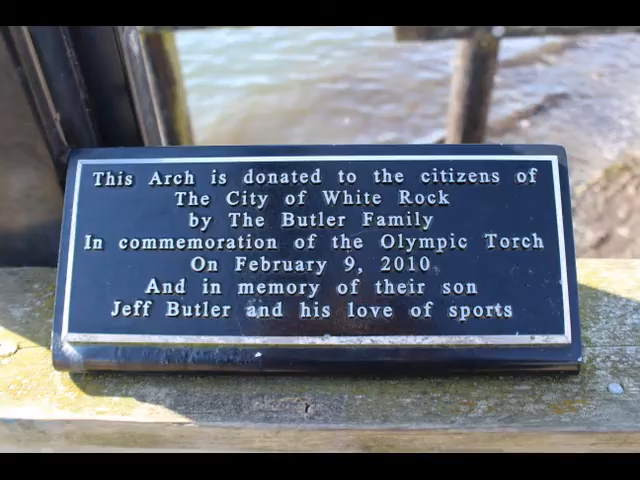 This Arch is donated to the citizens of
The City of White Rock
by The Butler Family
In commemoration of the Olympic Torch
On February 9, 2010
And in memory of their son
Jeff Butler and his love of sports